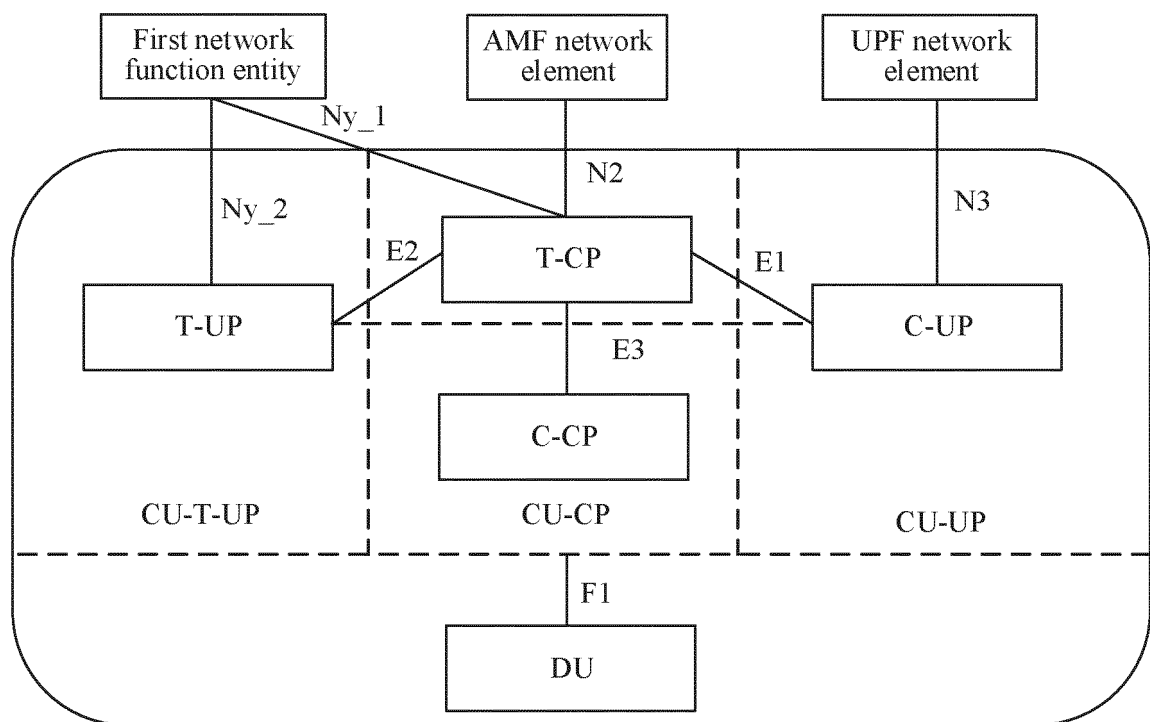 First network
function entity
AMF network
element
UPF network
element
Ny_1
N2
Ny_2
N3
T-CP
E2
E1
T-UP
C-UP
E3
C-CP
CU-T-UP
CU-CP
CU-UP
F1
DU